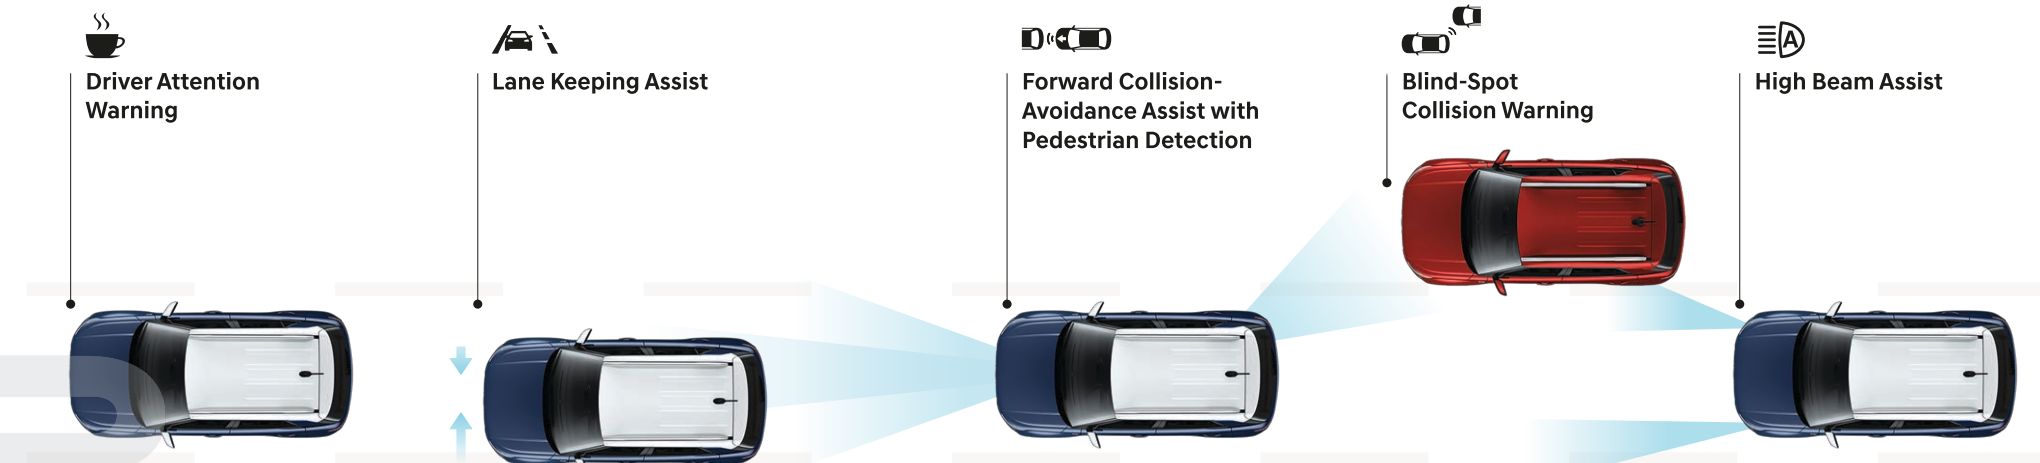 Driver Attention
Warning
Lane Keeping Assist
Forward Collision-
Avoidance Assist with
Pedestrian Detection
Blind-Spot
Collision Warning
A
High Beam Assist